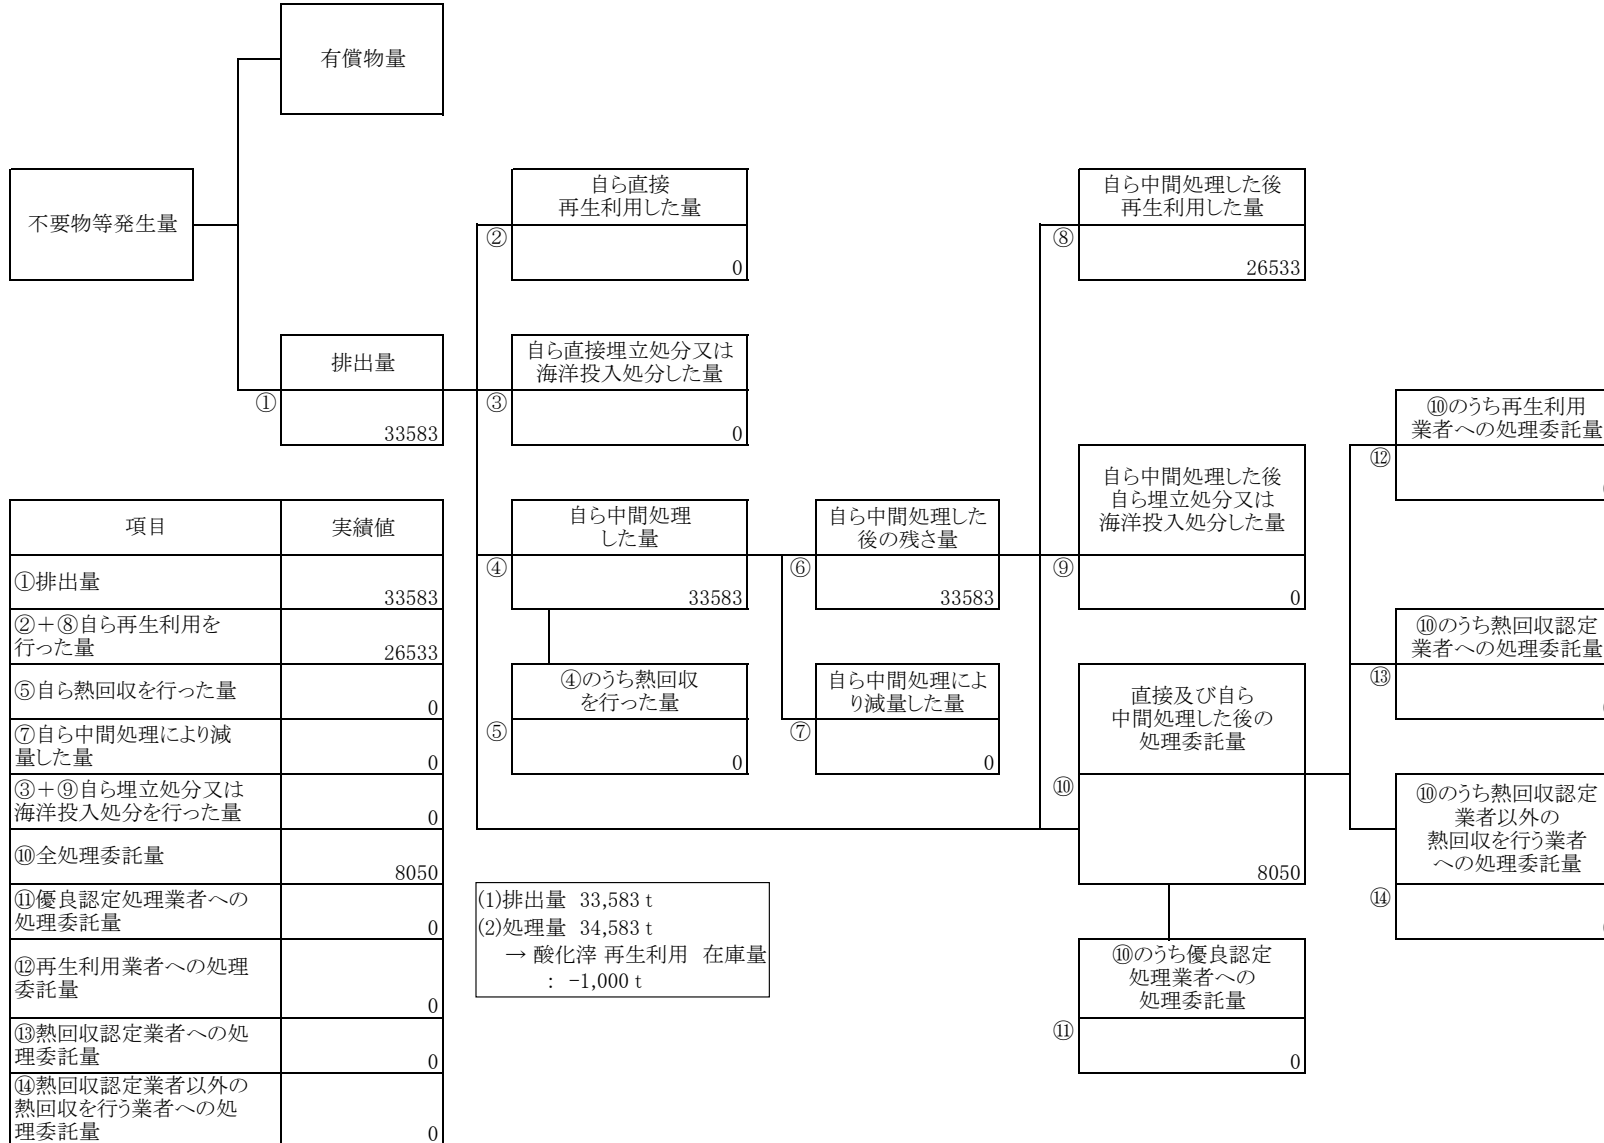 有償物量
不要物等発生量
自ら直接
再生利用した量
②
0
自ら中間処理した後
再生利用した量
⑧
26533
排出量
①
33583
自ら直接埋立処分又は
海洋投入処分した量
③
0
⑩のうち再生利用
業者への処理委託量
⑫
自ら中間処理
した量
④
33583
自ら中間処理した
後の残さ量
⑥
33583
自ら中間処理した後
自ら埋立処分又は
海洋投入処分した量
⑨
0
⑩のうち熱回収認定
業者への処理委託量
⑬
④のうち熱回収
を行った量
⑤
0
自ら中間処理によ
り減量した量
⑦
0
直接及び自ら
中間処理した後の
処理委託量
⑩
8050
⑩のうち熱回収認定
業者以外の
熱回収を行う業者
への処理委託量
⑭
⑩のうち優良認定
処理業者への
処理委託量
⑪
0
項目
実績値
①排出量
33583
②+⑧自ら再生利用を
行った量
26533
⑤自ら熱回収を行った量
0
⑦自ら中間処理により減
量した量
0
③+⑨自ら埋立処分又は
海洋投入処分を行った量
0
⑩全処理委託量
8050
⑪優良認定処理業者への
処理委託量
0
⑫再生利用業者への処理
委託量
0
⑬熱回収認定業者への処
理委託量
0
⑭熱回収認定業者以外の
熱回収を行う業者への処
理委託量
0
(1)排出量 33,583 t
(2)処理量 34,583 t
→ 酸化滓 再生利用 在庫量
: -1,000 t